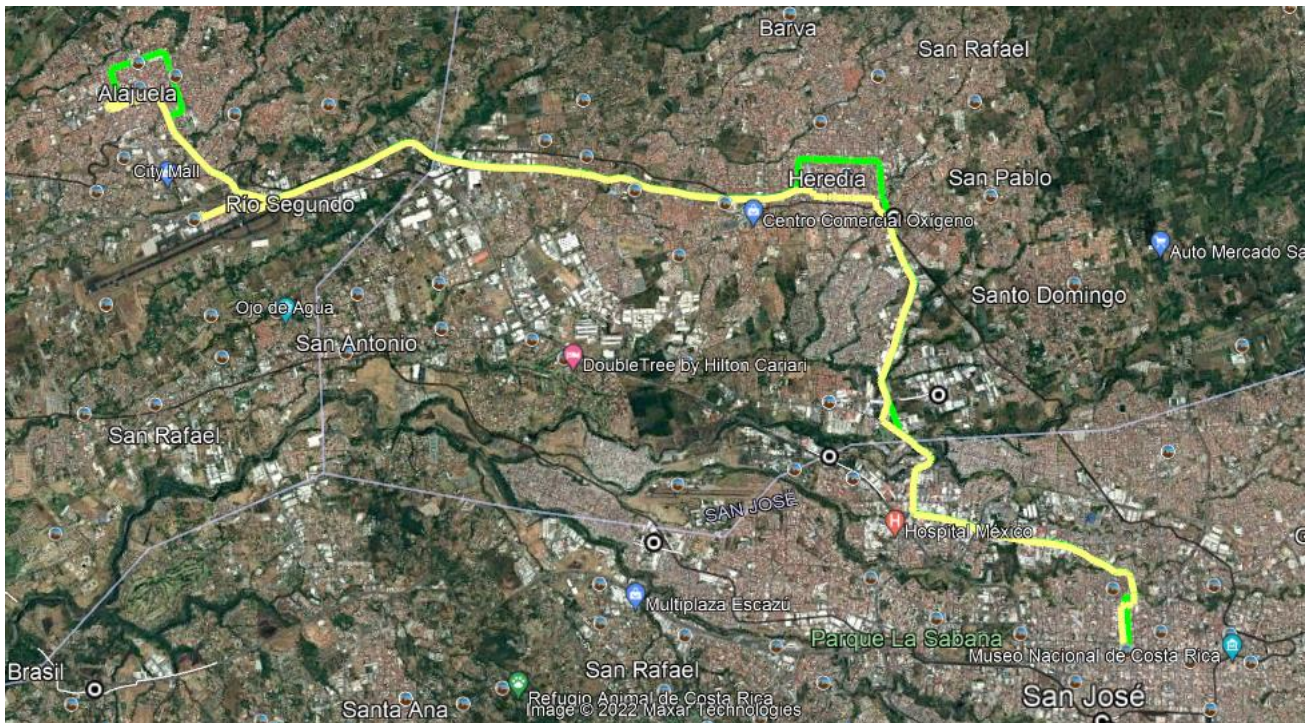 Barva
San Rafael
Alajuela
City Mall
Heredia
San Pablo
Río Segundo
Centro Comercial Oxígeno
Auto Mercado Sa
Ojo de Agua
Santo Domingo
San Antonio
DoubleTree by Hilton Cariari
San Rafael
SAN JOSÉ
Hospital México
G
Multiplaza Escazú
Parque La Sabana
Museo Nacional de Costa Rica
Brasil
San Rafael
San José
Refugio Animal de Costa Rica
Santa Ana
Image © 2022 Maxar Technologies